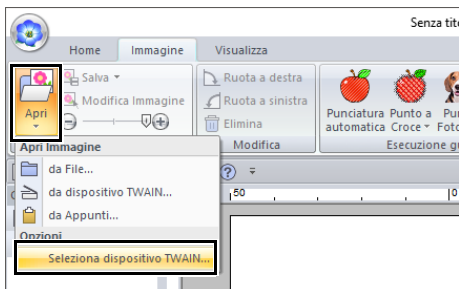 Senza tit
Home Immagine Visualizza
Apri
Salva
Modifica Immagine
Ruota a destra
Ruota a sinistra
Elimina
Modifica
Punciatura automatica
Punto a Croce
Esecuzione
Apri Immagine
da File...
da dispositivo TWAIN...
da Appunti...
Opzioni
Seleziona dispositivo TWAIN...
50
0